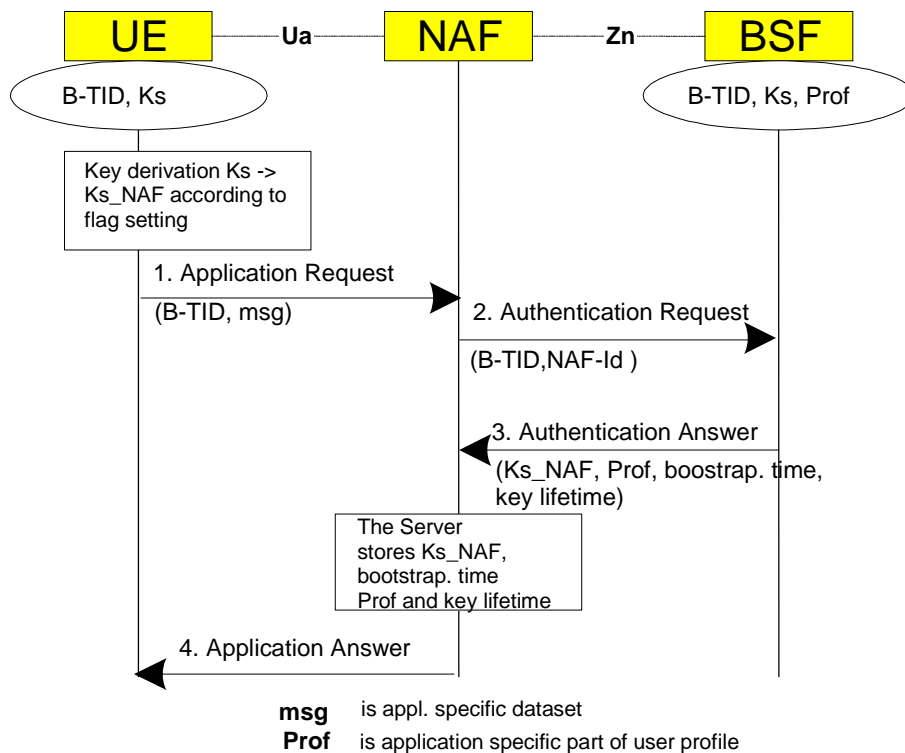 UE Ua NAF Zn BSF
B-TID, Ks
B-TID, Ks, Prof
Key derivation Ks ->
Ks_NAF according to
flag setting
1. Application Request
(B-TID, msg)
2. Authentication Request
(B-TID,NAF-Id )
3. Authentication Answer
(Ks_NAF, Prof, boostrap. time,
key lifetime)
The Server
stores Ks_NAF,
bootstrap. time
Prof and key lifetime
4. Application Answer
msg is appl. specific dataset
Prof is application specific part of user profile